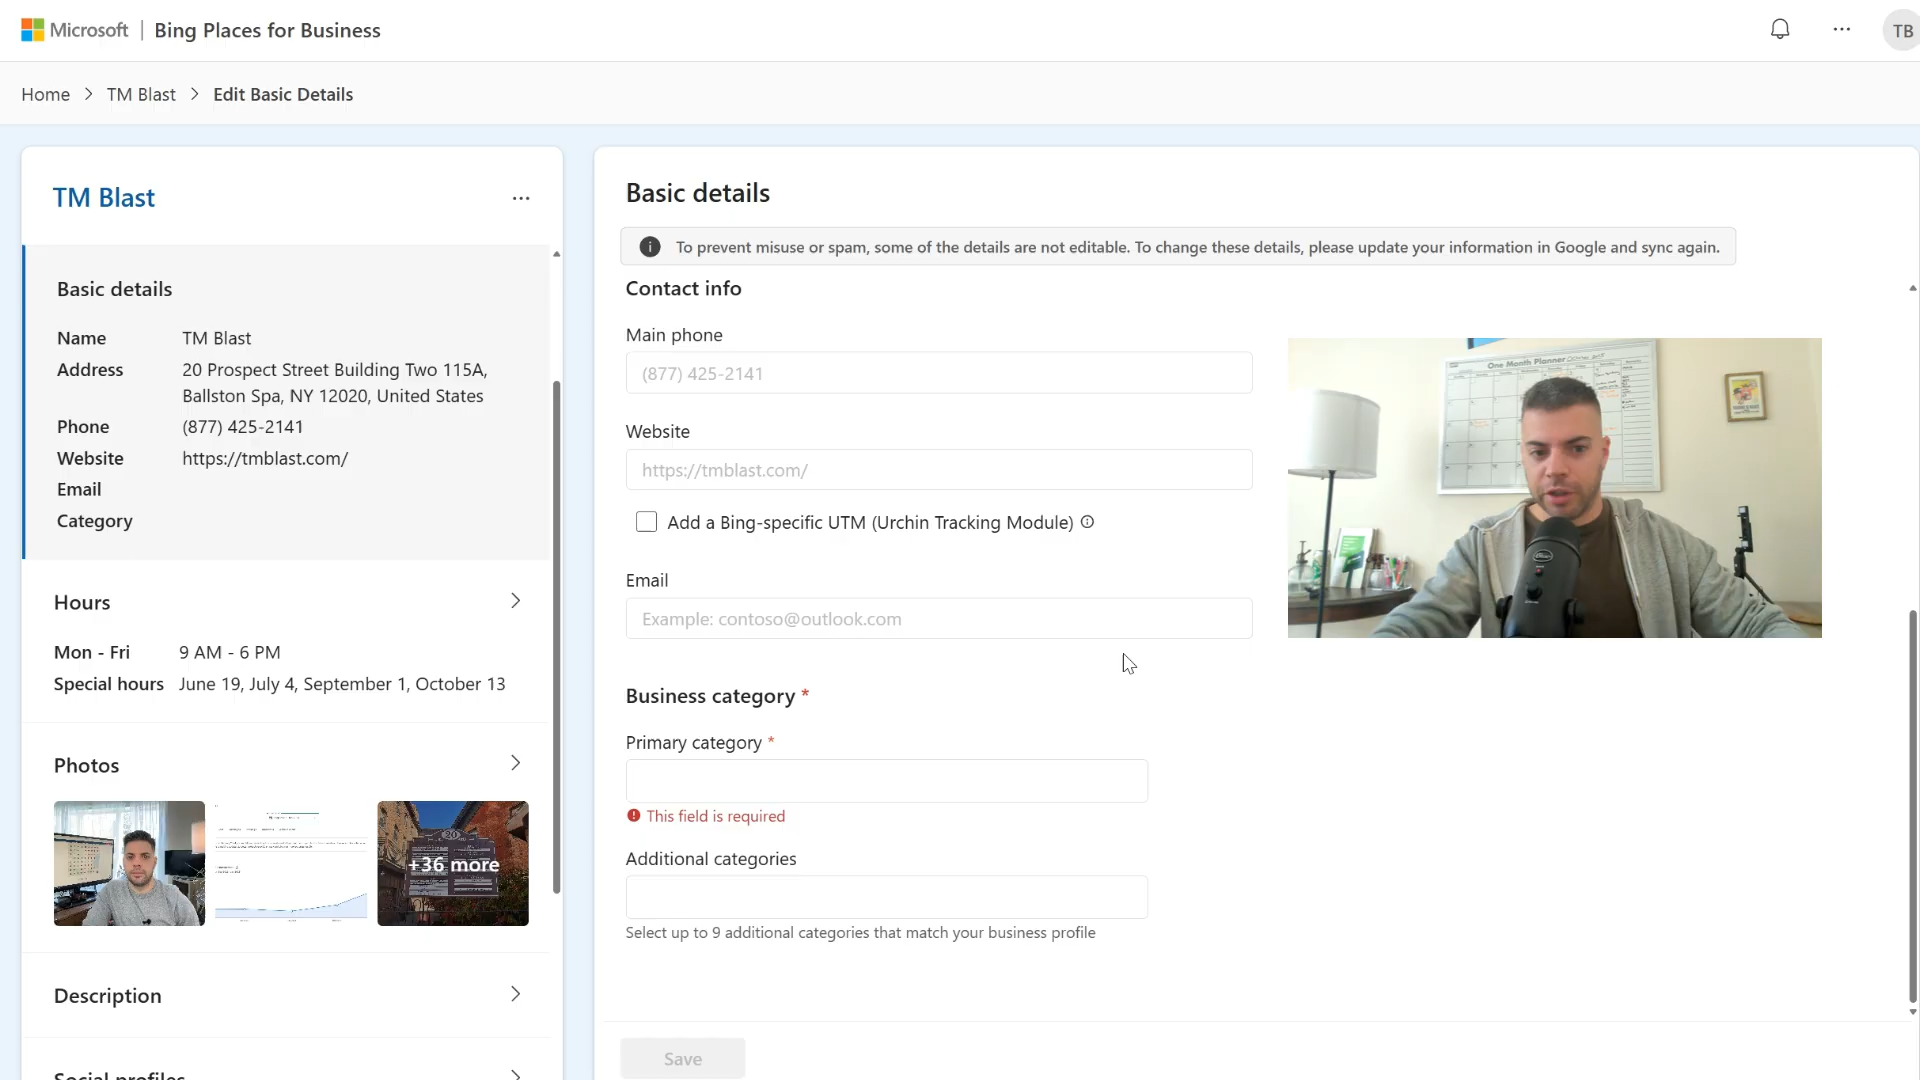 Microsoft | Bing Places for Business
TB
Home > TM Blast > Edit Basic Details
TM Blast
Basic details
Name TM Blast
Address 20 Prospect Street Building Two 115A,
Ballston Spa, NY 12020, United States
Phone (877) 425-2141
Website https://tmblast.com/
Email
Category
Hours
Mon - Fri 9 AM - 6 PM
Special hours June 19, July 4, September 1, October 13
Photos
20
+36 more
Description
Social profiles
Basic details
To prevent misuse or spam, some of the details are not editable. To change these details, please update your information in Google and sync again.
Contact info
Main phone
(877) 425-2141
Website
https://tmblast.com/
Add a Bing-specific UTM (Urchin Tracking Module)
Email
Example: contoso@outlook.com
Business category *
Primary category *
This field is required
Additional categories
Select up to 9 additional categories that match your business profile
Save
One Month Planner